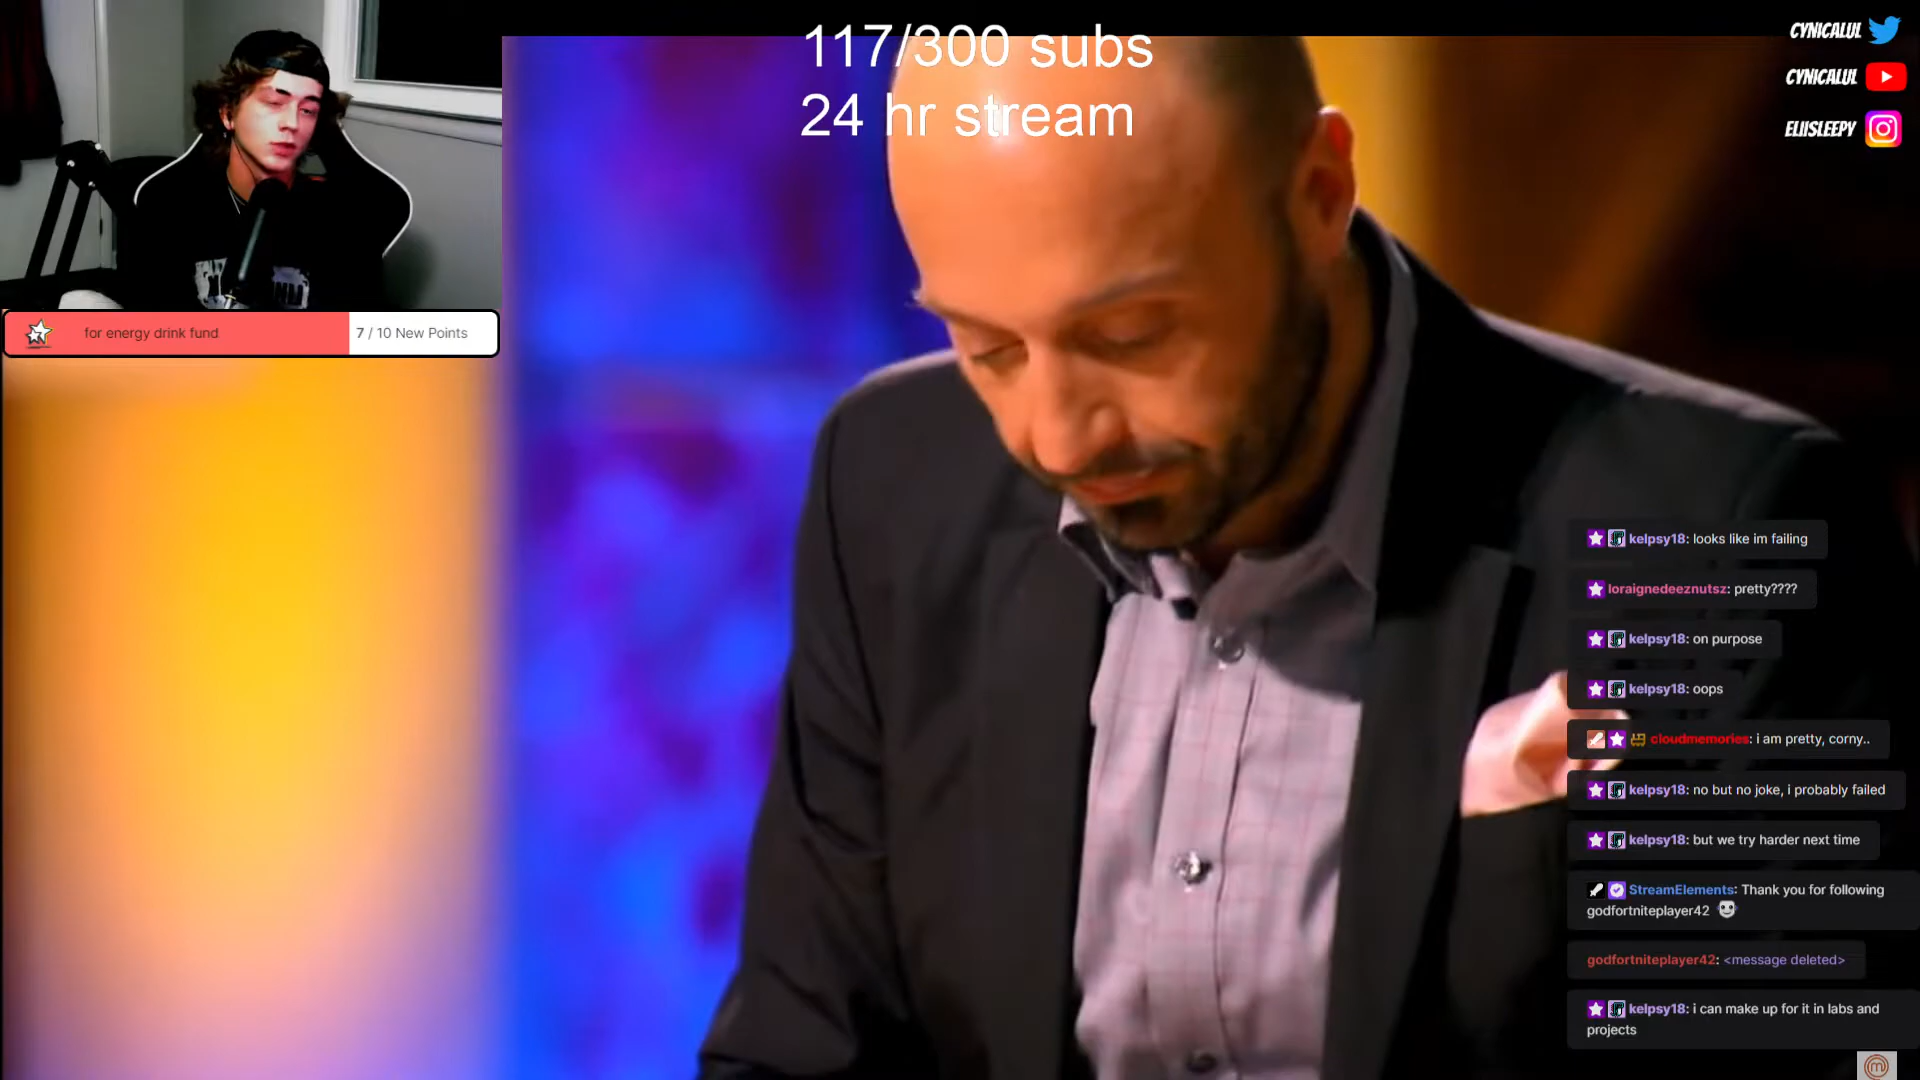 117/300 subs
24 hr stream
CYNICALUL
CYNICALUL
ELIISLEEPY
for energy drink fund
7 / 10 New Points
kelpsy18: looks like im failing
loraignedeeznutsz: pretty????
kelpsy18: on purpose
kelpsy18: oops
cloudmemories: i am pretty, corny..
kelpsy18: no but no joke, i probably failed
kelpsy18: but we try harder next time
StreamElements: Thank you for following
godfortniteplayer42
godfortniteplayer42: <message deleted>
kelpsy18: i can make up for it in labs and
projects